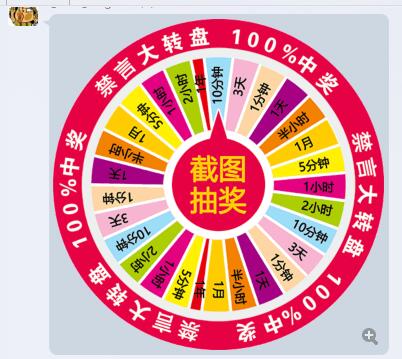 禁言大转盘 100%中奖
禁言大转盘 100%中奖
禁言大转盘 100%中奖
截图
抽奖
10分钟
3天
1分钟
1天
半小时
1月
5分钟
1小时
2小时
10分钟
3天
1分钟
1天
半小时
1月
1年
5分钟
1小时
2小时
10分钟
3天
1分钟
1天
半小时
1月
5分钟
1小时
2小时
1年